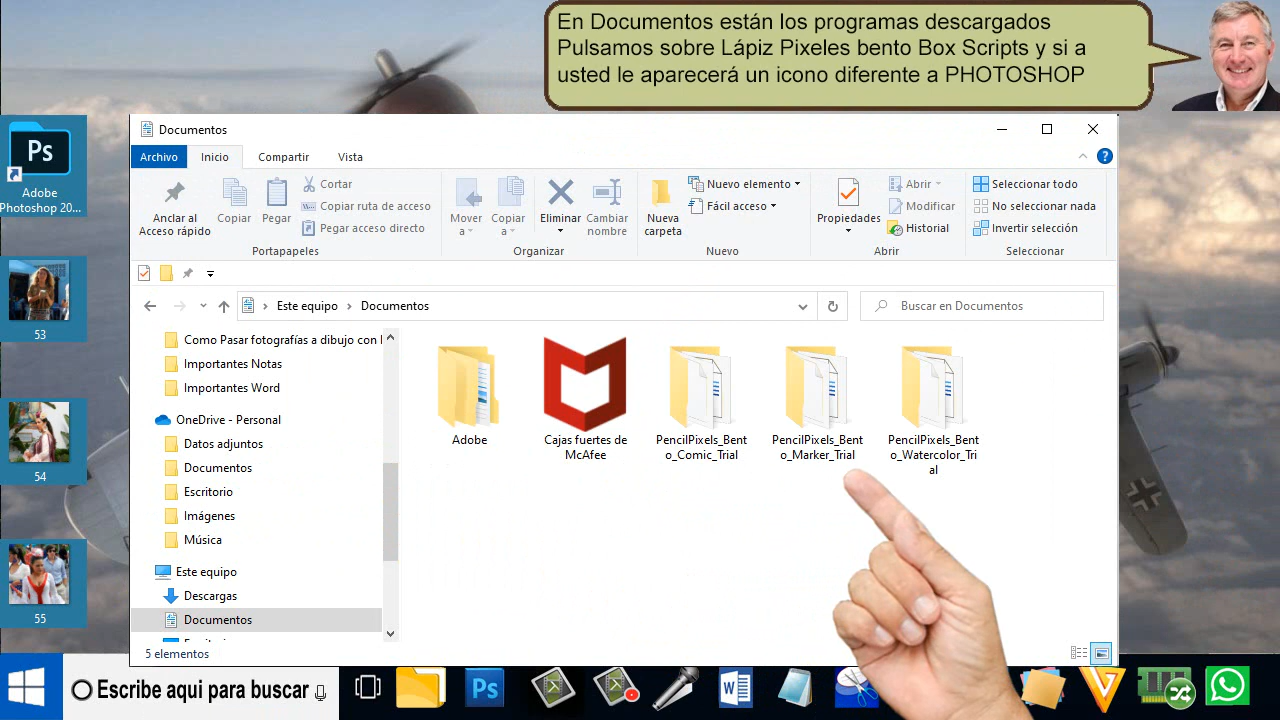 En Documentos están los programas descargados
Pulsamos sobre Lápiz Pixeles bento Box Scripts y si a
usted le aparecerá un icono diferente a PHOTOSHOP
Ps
Adobe
Photoshop 20...
53
54
55
Documentos
Archivo
Inicio
Compartir
Vista
Anclar al
Acceso rápido
Copiar
Pegar
Cortar
Copiar ruta de acceso
Pegar acceso directo
Portapapeles
Mover
a
Copiar
a
Eliminar
Cambiar
nombre
Organizar
Nueva
carpeta
Nuevo elemento
Fácil acceso
Nuevo
Propiedades
Abrir
Modificar
Historial
Abrir
Seleccionar todo
No seleccionar nada
Invertir selección
Seleccionar
Este equipo > Documentos
Buscar en Documentos
Como Pasar fotografías a dibujo con l
Importantes Notas
Importantes Word
OneDrive - Personal
Datos adjuntos
Documentos
Escritorio
Imágenes
Música
Este equipo
Descargas
Documentos
Adobe
Cajas fuertes de
McAfee
PencilPixels_Bent
o_Comic_Trial
PencilPixels_Bent
o_Marker_Trial
PencilPixels_Bent
o_Watercolor_Tri
al
5 elementos
Escribe aqui para buscar
Ps